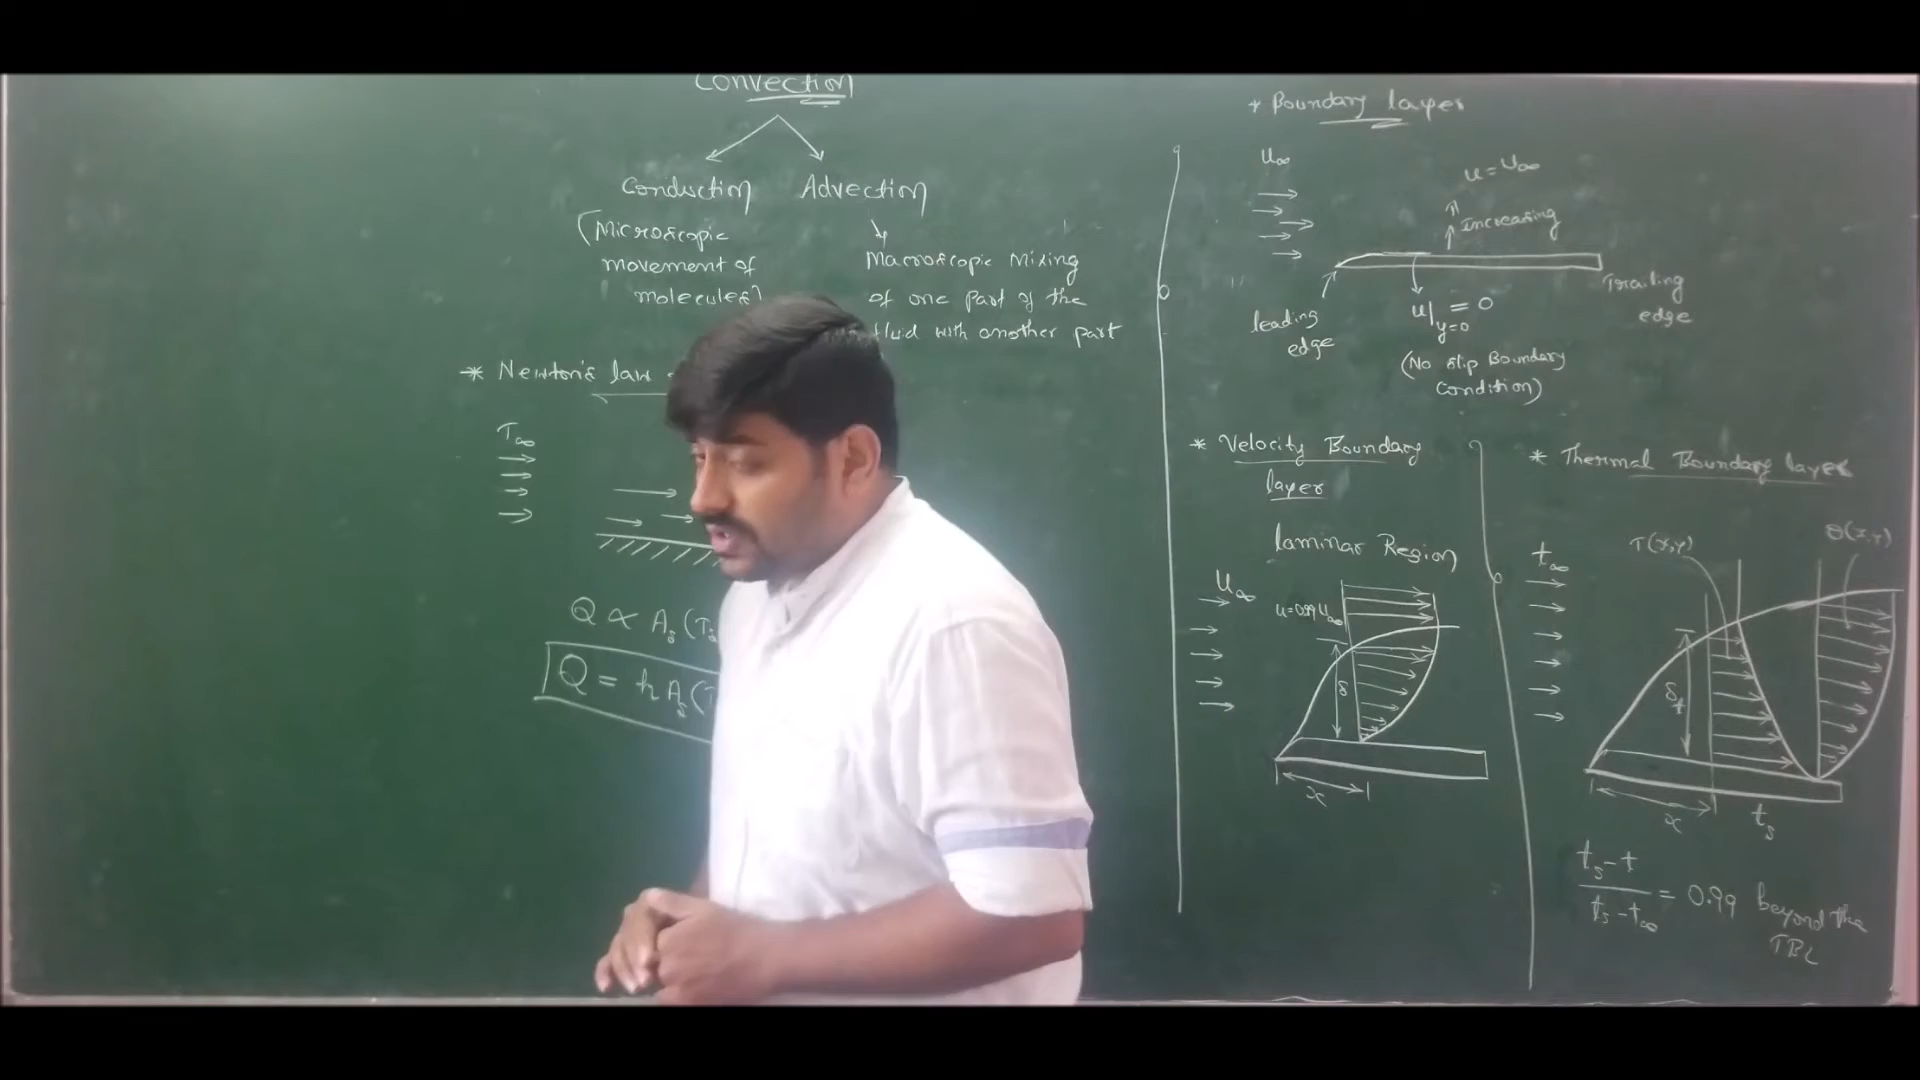 Convection
Conduction Advection
(Microscopic
movement of
molecules)
Macroscopic Mixing
of one part of the
fluid with another part
* Newton's law
T∞
Q ∝ As(Ts
Q = hAs(T
* Boundary layer
U∞
u = U∞
Increasing
leading
edge
u|y=0 = 0
(No slip Boundary
Condition)
Trailing
edge
* Velocity Boundary
layer
laminar Region
U∞
u=0.99U∞
δ
x
* Thermal Boundary layer
t∞
T(x,y)
θ(x,y)
δt
x
ts
ts-t / ts-t∞ = 0.99 beyond the
TBL